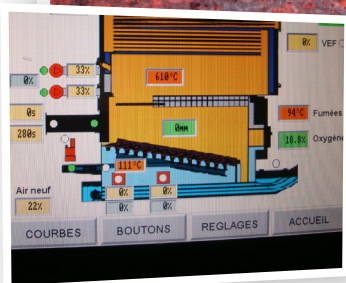 0% VEF
33%
610°C
0%
33%
0s
94°C Fumées
0mm
280s
18.8% Oxygène
111°C
Air neuf
0% 0%
22%
0% 0%
COURBES BOUTONS REGLAGES ACCUEIL